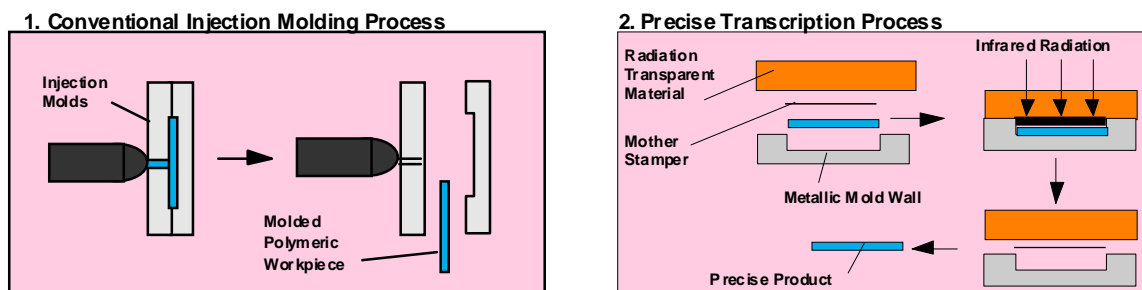 1. Conventional Injection Molding Process
Injection
Molds
Molded
Polymeric
Workpiece
2. Precise Transcription Process
Radiation
Transparent
Material
Infrared Radiation
Mother
Stamper
Metallic Mold Wall
Precise Product